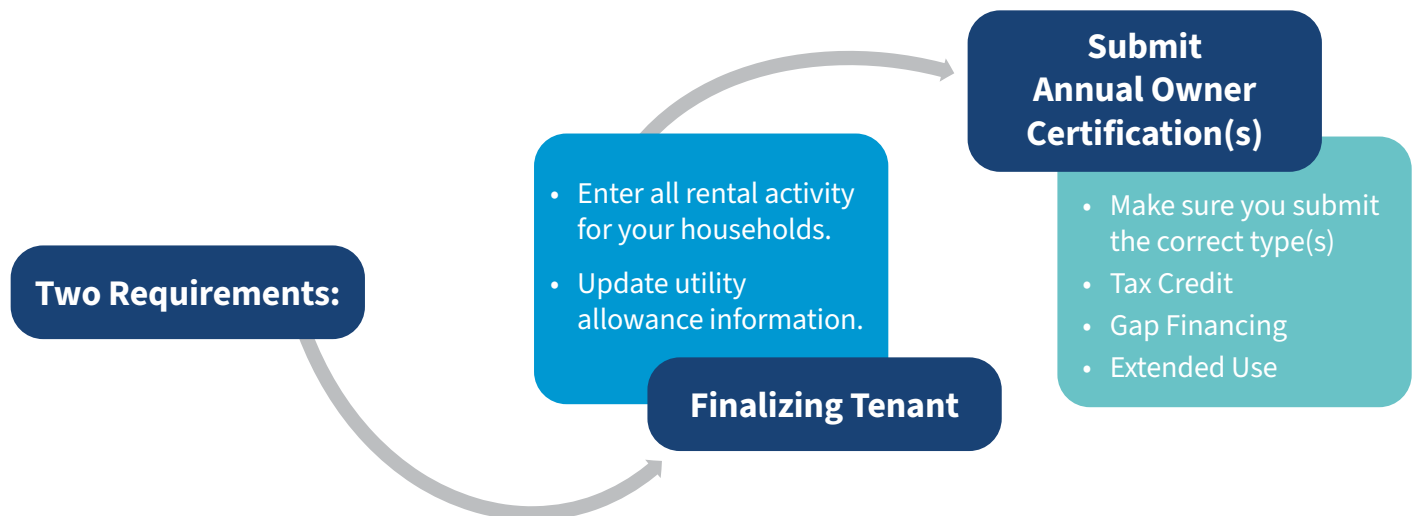 Two Requirements:
• Enter all rental activity
for your households.
• Update utility
allowance information.
Finalizing Tenant
Submit
Annual Owner
Certification(s)
• Make sure you submit
the correct type(s)
• Tax Credit
• Gap Financing
• Extended Use